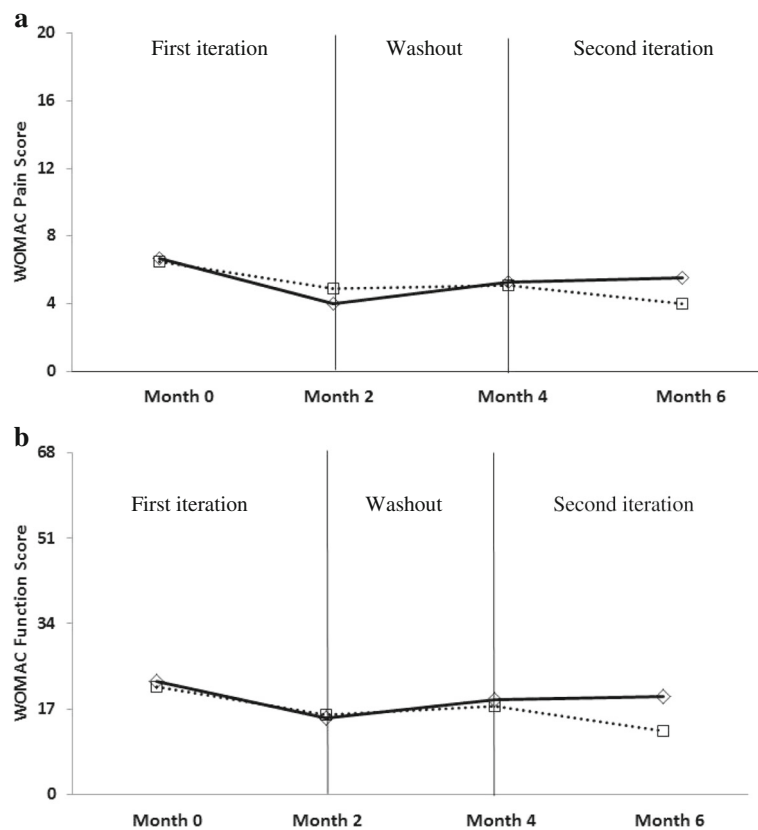 a
20
First iteration Washout Second iteration
16
12
8
4
0
WOMAC Pain Score
Month 0 Month 2 Month 4 Month 6
b
68
First iteration Washout Second iteration
51
34
17
0
WOMAC Function Score
Month 0 Month 2 Month 4 Month 6